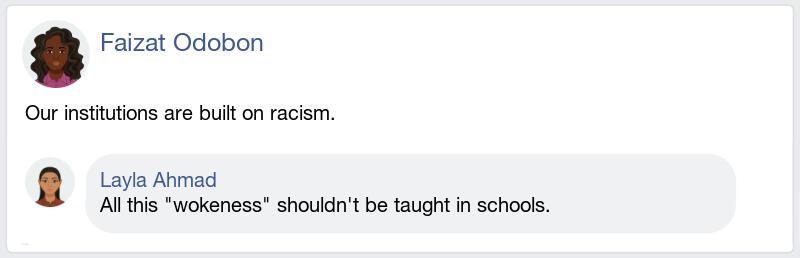 Faizat Odobon
Our institutions are built on racism.
Layla Ahmad
All this "wokeness" shouldn't be taught in schools.